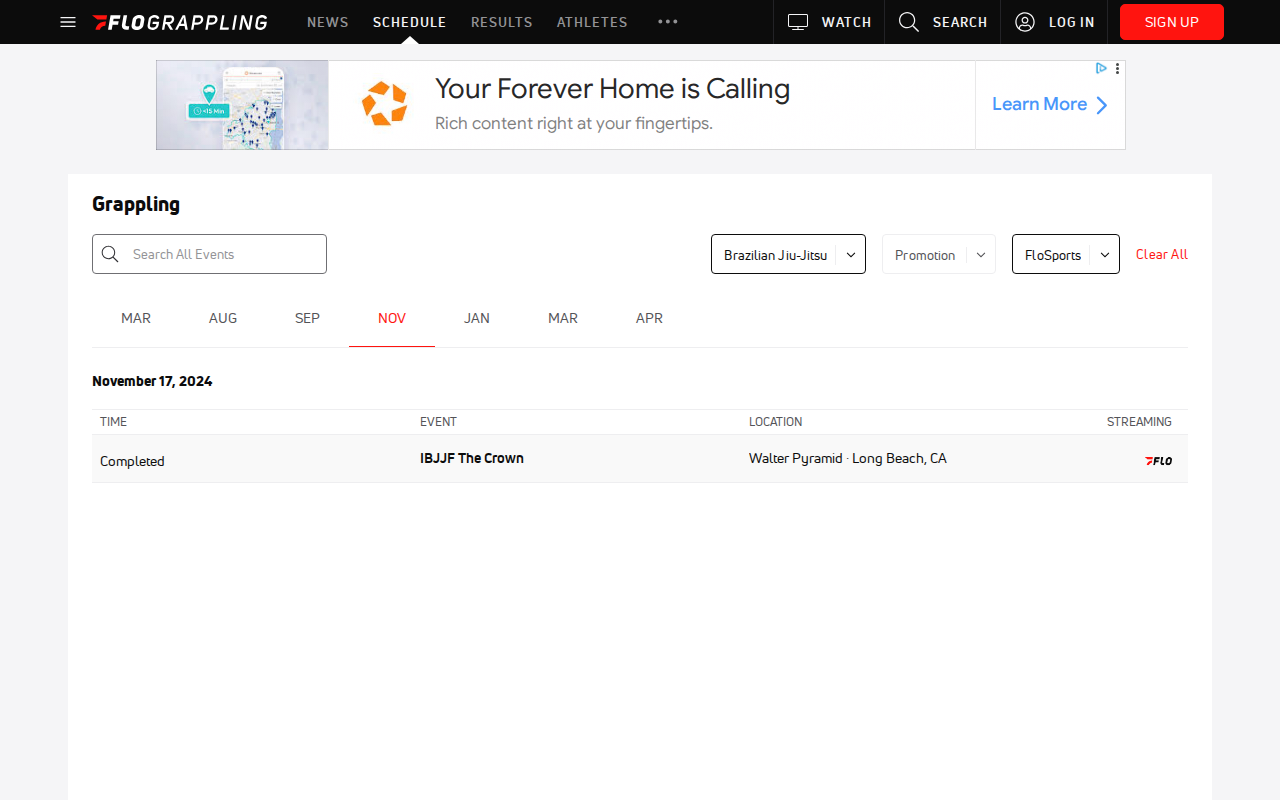 FLOGRAPPLING NEWS SCHEDULE RESULTS ATHLETES WATCH SEARCH LOG IN SIGN UP
<15 Min
Your Forever Home is Calling
Rich content right at your fingertips.
Learn More
Grappling
Search All Events Brazilian Jiu-Jitsu Promotion FloSports Clear All
MAR AUG SEP NOV JAN MAR APR
November 17, 2024
TIME EVENT LOCATION STREAMING
Completed IBJJF The Crown Walter Pyramid · Long Beach, CA FLO